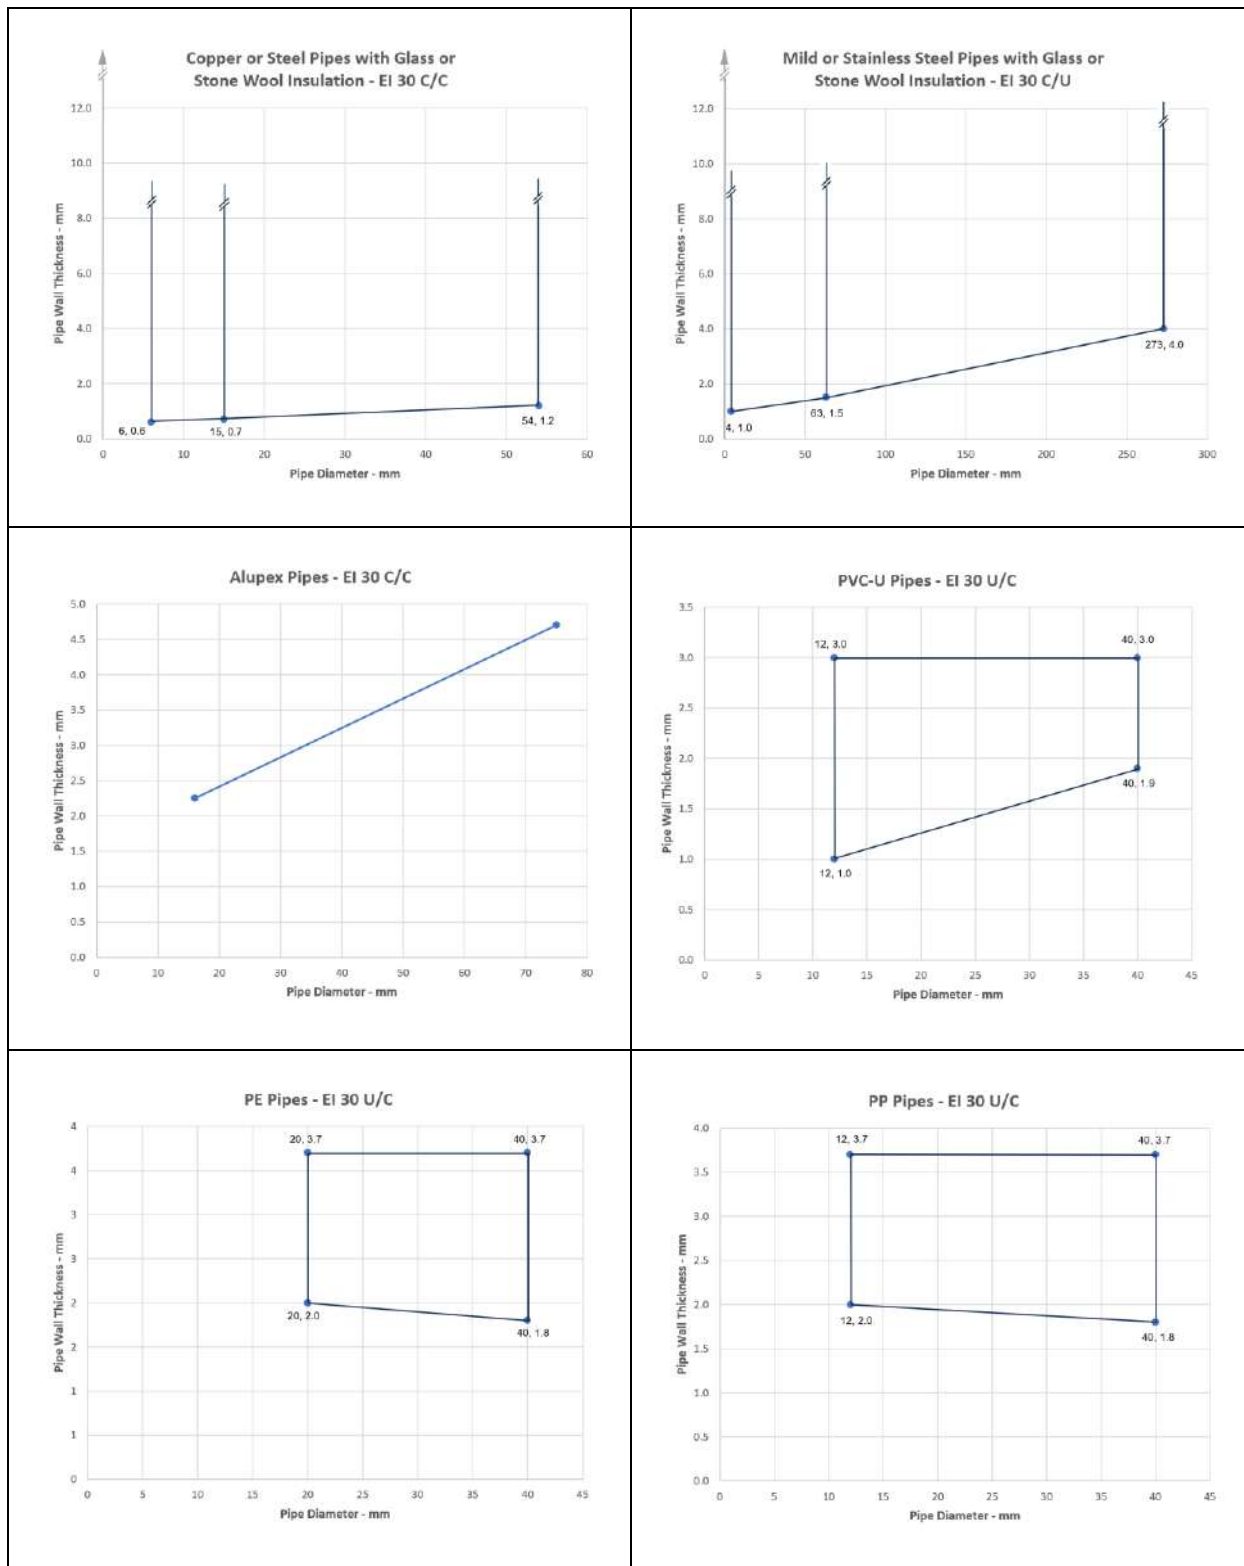 Copper or Steel Pipes with Glass or
Stone Wool Insulation - EI 30 C/C
12.0
10.0
8.0
6.0
4.0
2.0
0.0
Pipe Wall Thickness - mm
6, 0.6
15, 0.7
54, 1.2
0 10 20 30 40 50 60
Pipe Diameter - mm
Mild or Stainless Steel Pipes with Glass or
Stone Wool Insulation - EI 30 C/U
12.0
10.0
8.0
6.0
4.0
2.0
0.0
Pipe Wall Thickness - mm
273, 4.0
63, 1.5
4, 1.0
0 50 100 150 200 250 300
Pipe Diameter - mm
Alupex Pipes - EI 30 C/C
5.0
4.5
4.0
3.5
3.0
2.5
2.0
1.5
1.0
0.5
0.0
Pipe Wall Thickness - mm
0 10 20 30 40 50 60 70 80
Pipe Diameter - mm
PVC-U Pipes - EI 30 U/C
3.5
3.0
2.5
2.0
1.5
1.0
0.5
0.0
Pipe Wall Thickness - mm
12, 3.0
40, 3.0
40, 1.9
12, 1.0
0 5 10 15 20 25 30 35 40 45
Pipe Diameter - mm
PE Pipes - EI 30 U/C
4
4
3
3
2
2
1
1
0
Pipe Wall Thickness - mm
20, 3.7
40, 3.7
20, 2.0
40, 1.8
0 5 10 15 20 25 30 35 40 45
Pipe Diameter - mm
PP Pipes - EI 30 U/C
4.0
3.5
3.0
2.5
2.0
1.5
1.0
0.5
0.0
Pipe Wall Thickness - mm
12, 3.7
40, 3.7
12, 2.0
40, 1.8
0 5 10 15 20 25 30 35 40 45
Pipe Diameter - mm